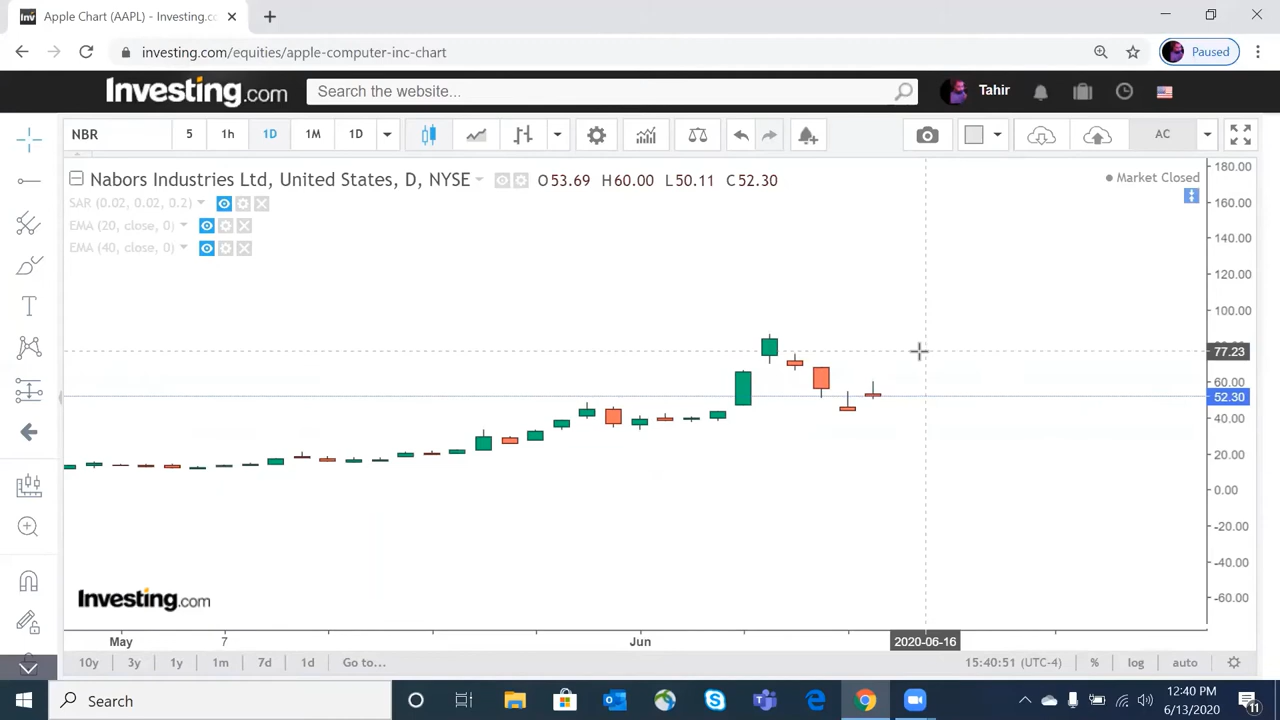 Inv Apple Chart (AAPL) - Investing.co
investing.com/equities/apple-computer-inc-chart
Paused
Investing.com
Search the website...
Tahir
NBR 5 1h 1D 1M 1D AC
Nabors Industries Ltd, United States, D, NYSE O53.69 H60.00 L50.11 C52.30
Market Closed
SAR (0.02, 0.02, 0.2)
EMA (20, close, 0)
EMA (40, close, 0)
180.00
160.00
140.00
120.00
100.00
77.23
60.00
52.30
40.00
20.00
0.00
-20.00
-40.00
-60.00
Investing.com
May 7 Jun 2020-06-16
10y 3y 1y 1m 7d 1d Go to... 15:40:51 (UTC-4) % log auto
Search
12:40 PM
6/13/2020
11